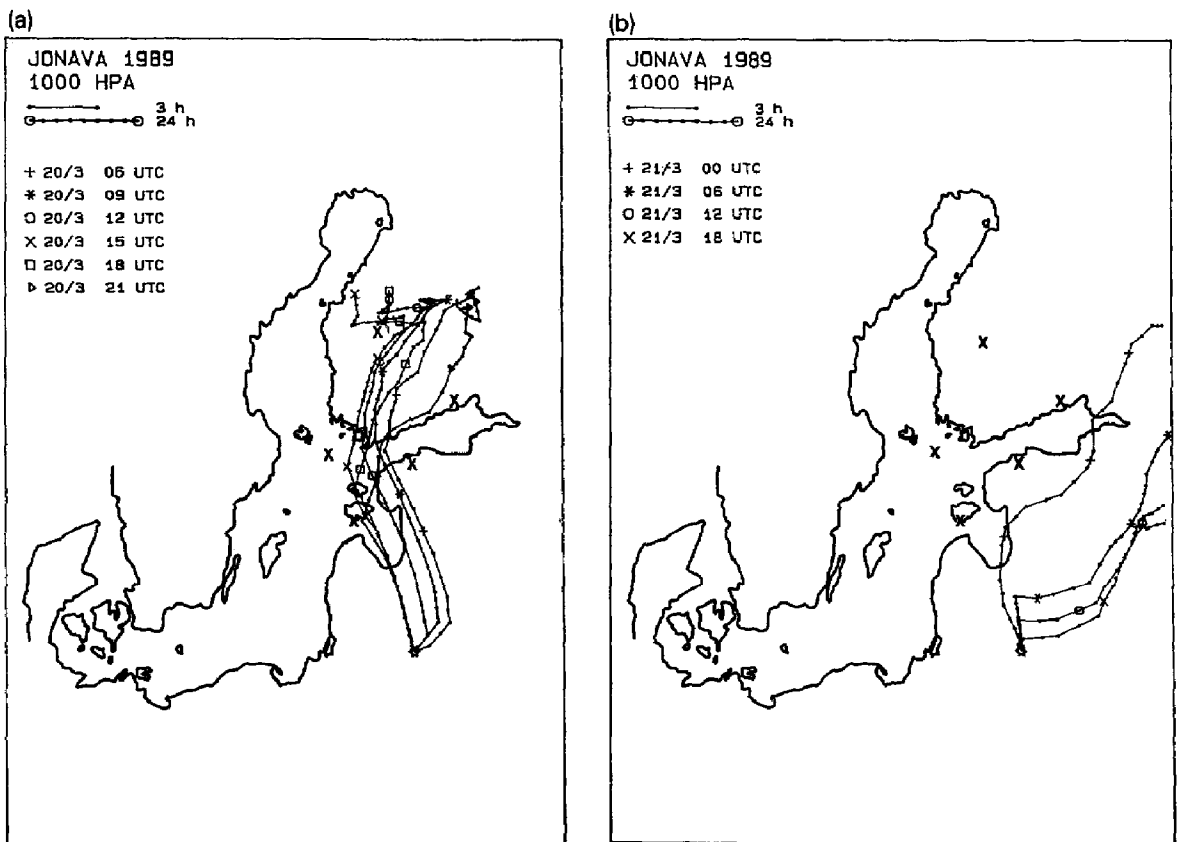 (a)
JONAVA 1989
1000 HPA
3 h
24 h
20/3 06 UTC
20/3 09 UTC
20/3 12 UTC
20/3 15 UTC
20/3 18 UTC
20/3 21 UTC
(b)
JONAVA 1989
1000 HPA
3 h
24 h
21/3 00 UTC
21/3 06 UTC
21/3 12 UTC
21/3 18 UTC